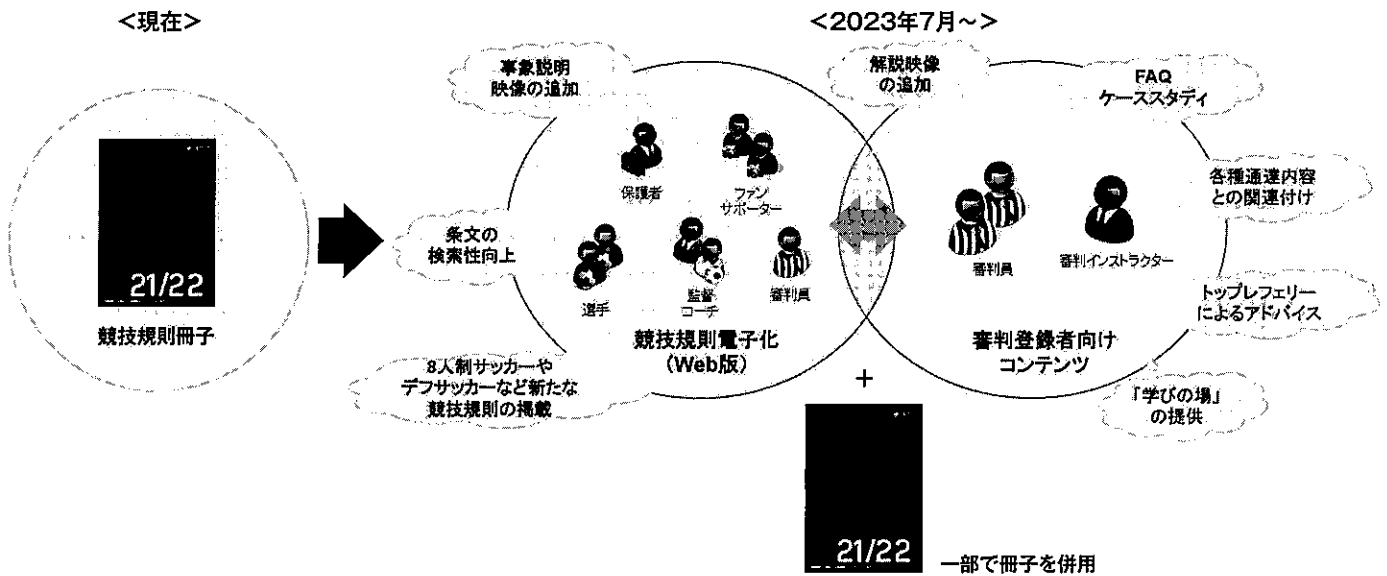 <現在>
21/22
競技規則冊子
<2023年7月~>
事象説明
映像の追加
条文の
検索性向上
8人制サッカーや
デフサッカーなど新たな
競技規則の掲載
保護者
ファン
サポーター
選手
監督
コーチ
審判員
競技規則電子化
(Web版)
解説映像
の追加
FAQ
ケーススタディ
各種通達内容
との関連付け
トップレフェリー
によるアドバイス
「学びの場」
の提供
審判員
審判インストラクター
審判登録者向け
コンテンツ
+
21/22
一部で冊子を併用